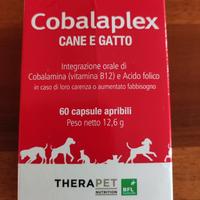 Cobalaplex
CANE E GATTO
Integrazione orale di
Cobalamina (vitamina B12) e Acido folico
in caso di loro carenza o aumentato fabbisogno
60 capsule apribili
Peso netto 12,6 g
THERAPET
NUTRITION
BFL